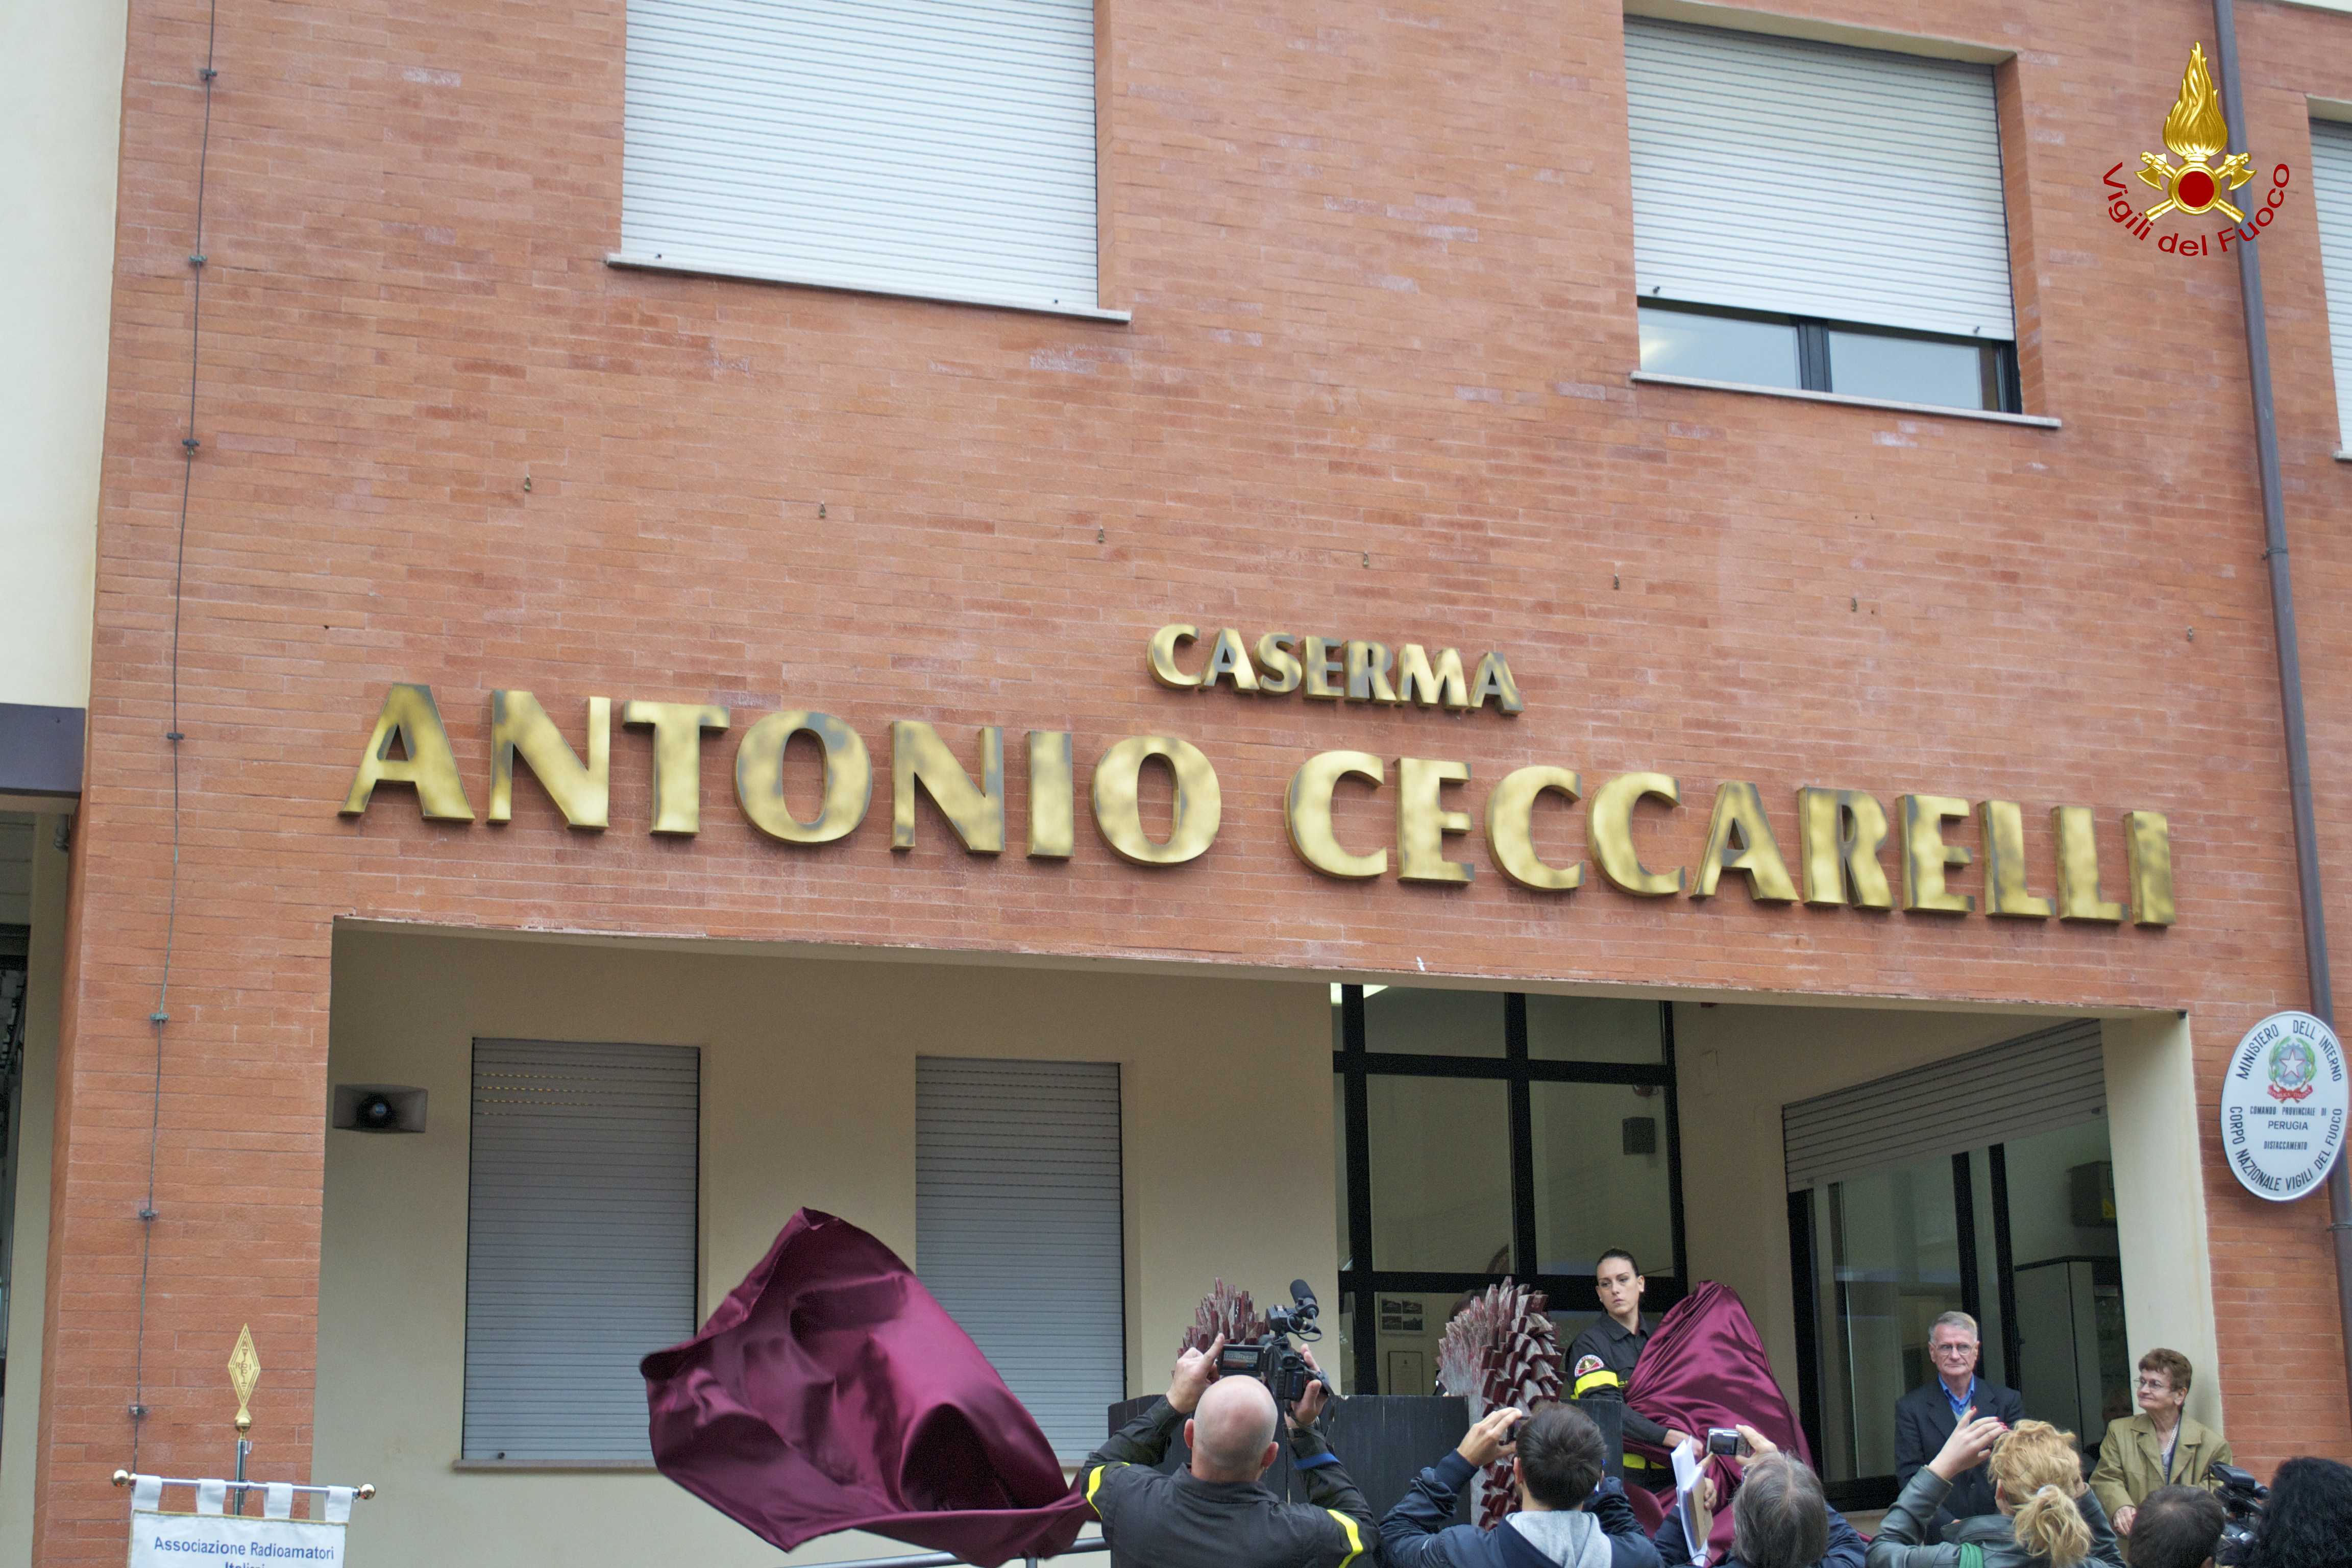 Vigili del Fuoco
CASERMA
ANTONIO CECCARELLI
MINISTERO DELL INTERNO
COMANDO PROVINCIALE DI
PERUGIA
DISTACCAMENTO
CORPO NAZIONALE VIGILI DEL FUOCO
Associazione Radioamatori